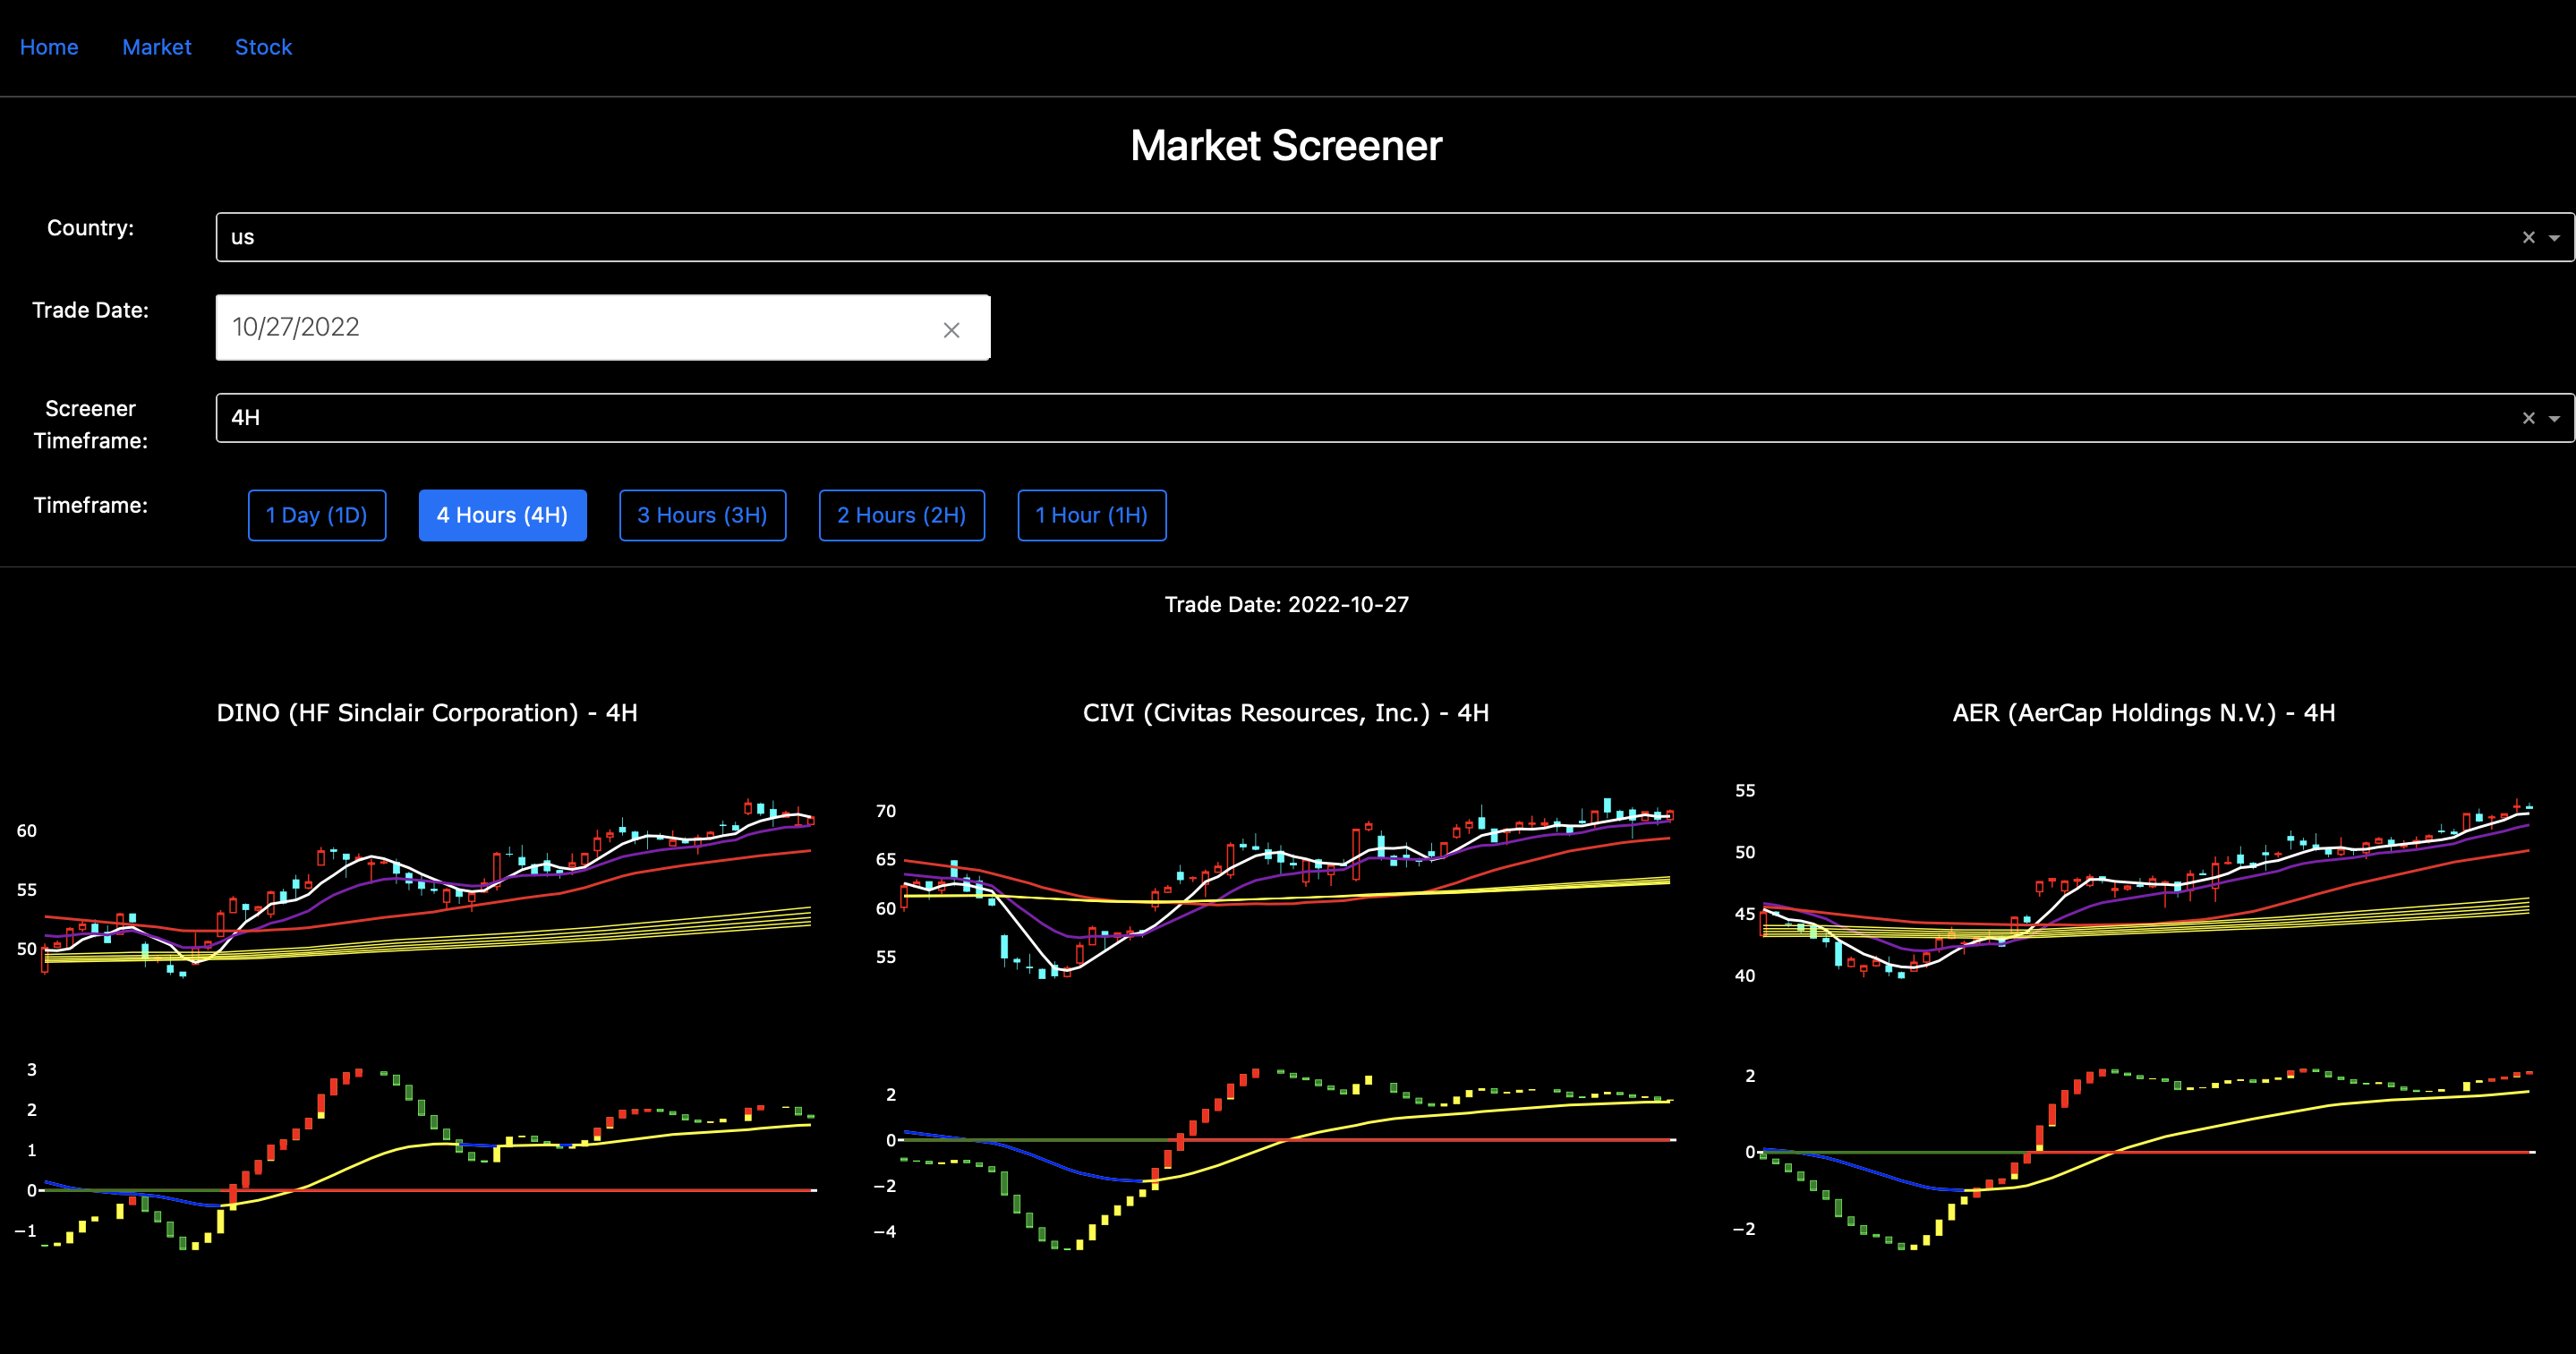 Home Market Stock
Market Screener
Country:
us
Trade Date:
10/27/2022
Screener
Timeframe:
4H
Timeframe:
1 Day (1D) 4 Hours (4H) 3 Hours (3H) 2 Hours (2H) 1 Hour (1H)
Trade Date: 2022-10-27
DINO (HF Sinclair Corporation) - 4H
60
55
50
3
2
1
0
−1
CIVI (Civitas Resources, Inc.) - 4H
70
65
60
55
2
0
−2
−4
AER (AerCap Holdings N.V.) - 4H
55
50
45
40
2
0
−2